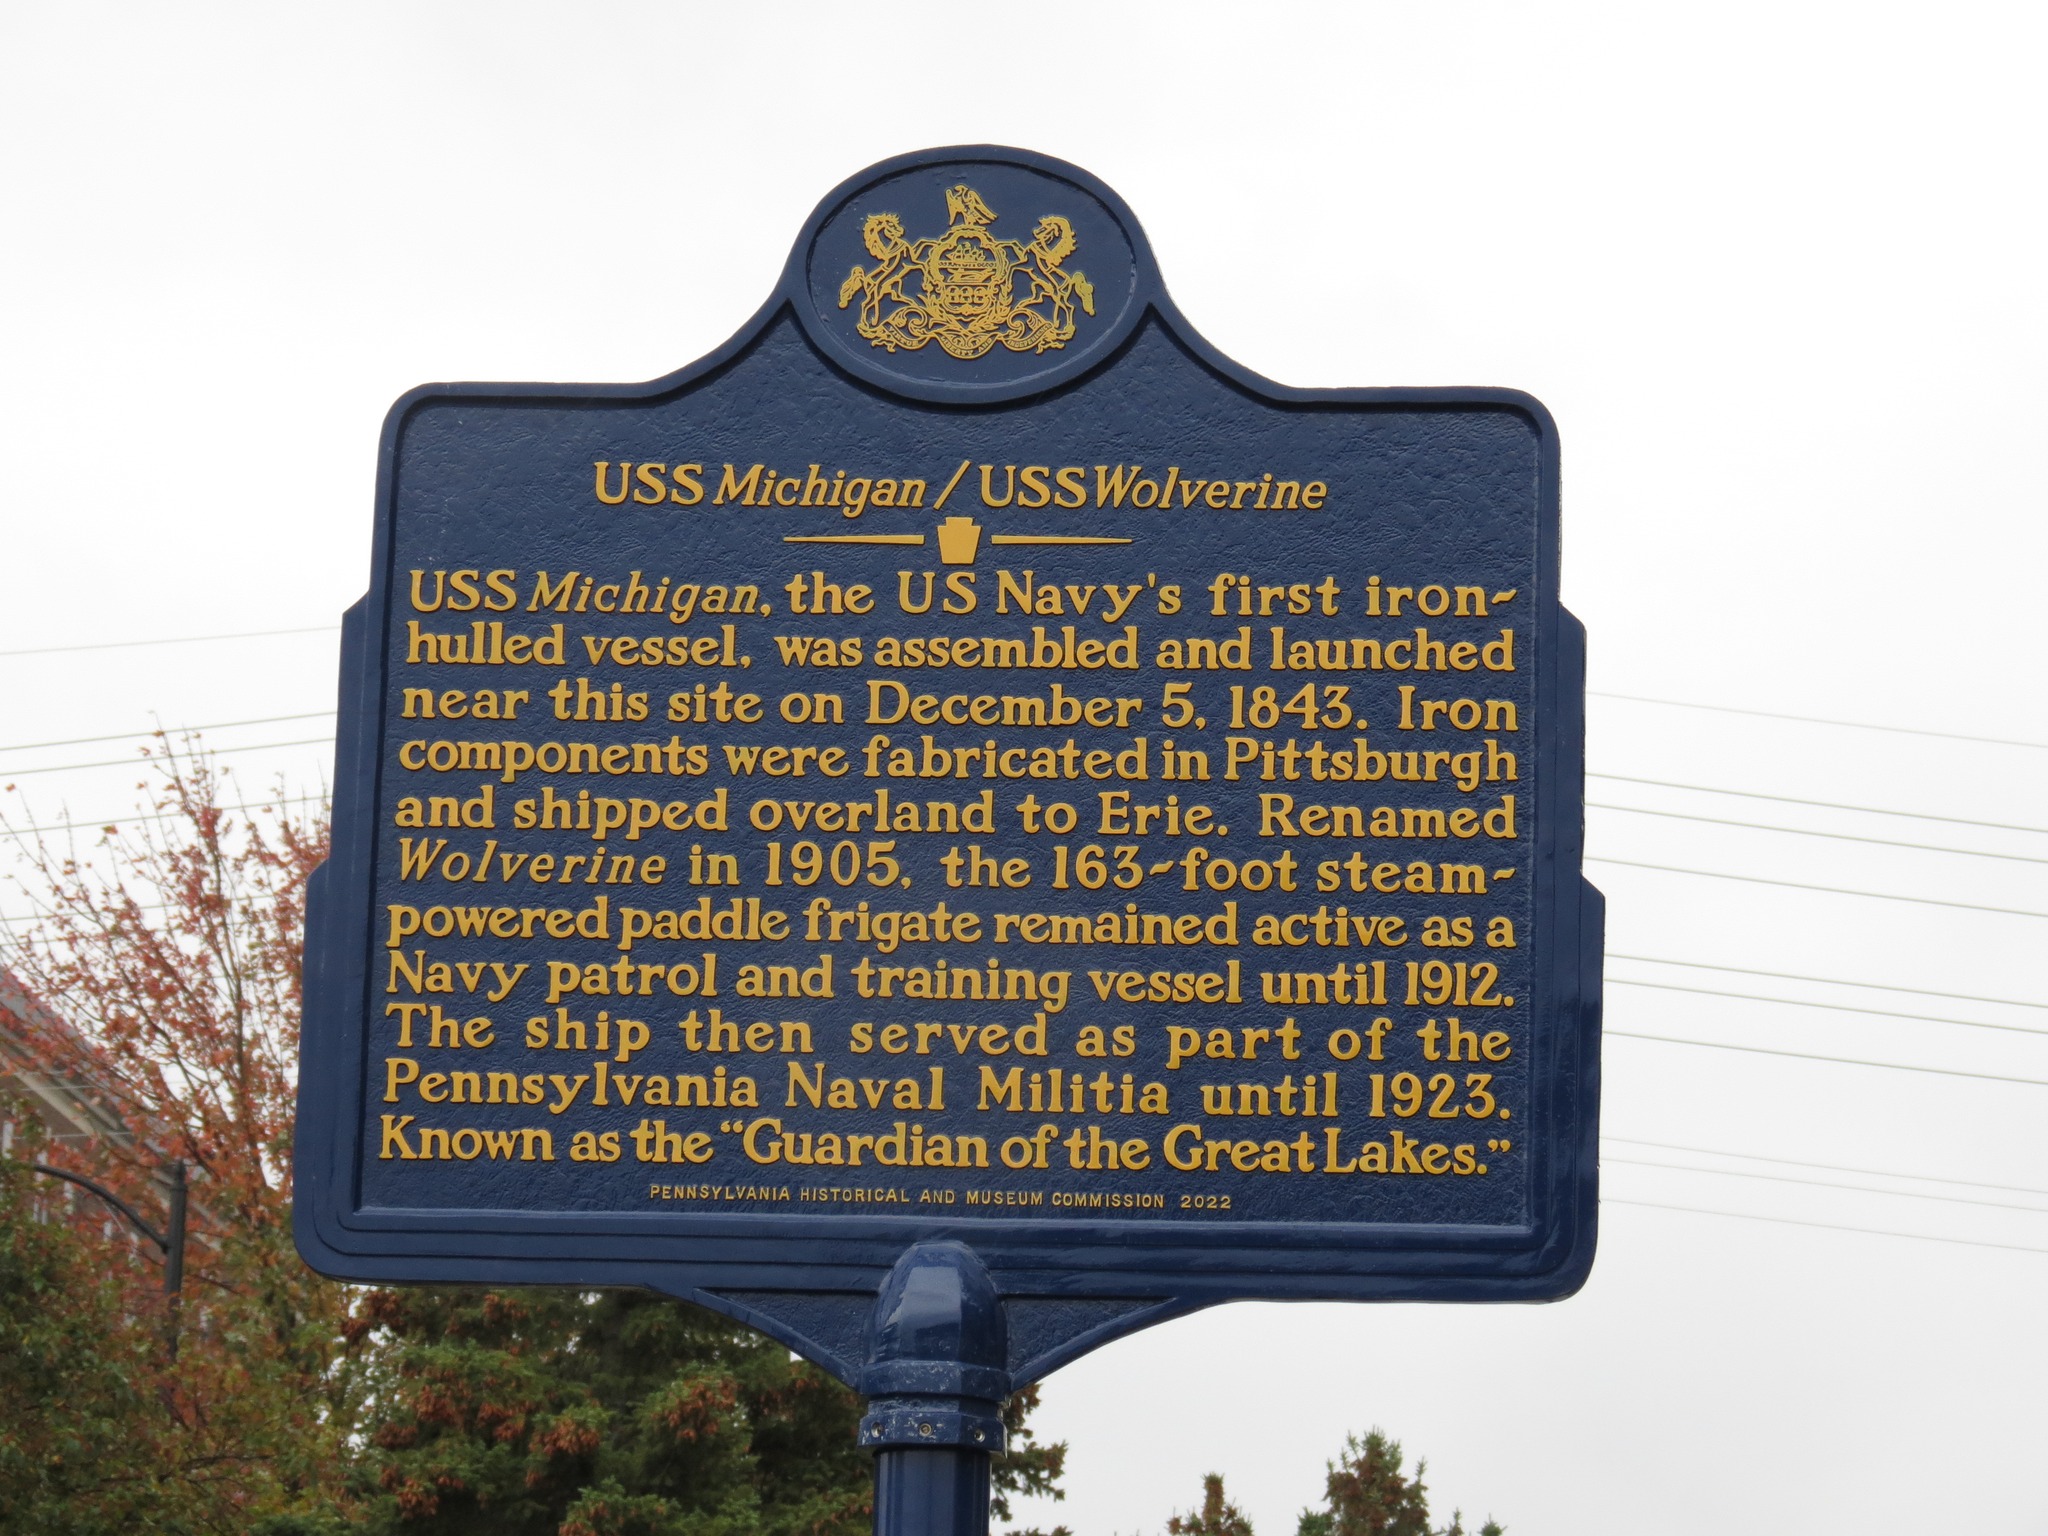 USS Michigan / USS Wolverine
USS Michigan, the US Navy's first iron-
hulled vessel, was assembled and launched
near this site on December 5, 1843. Iron
components were fabricated in Pittsburgh
and shipped overland to Erie. Renamed
Wolverine in 1905, the 163-foot steam-
powered paddle frigate remained active as a
Navy patrol and training vessel until 1912.
The ship then served as part of the
Pennsylvania Naval Militia until 1923.
Known as the “Guardian of the Great Lakes.”
PENNSYLVANIA HISTORICAL AND MUSEUM COMMISSION 2022